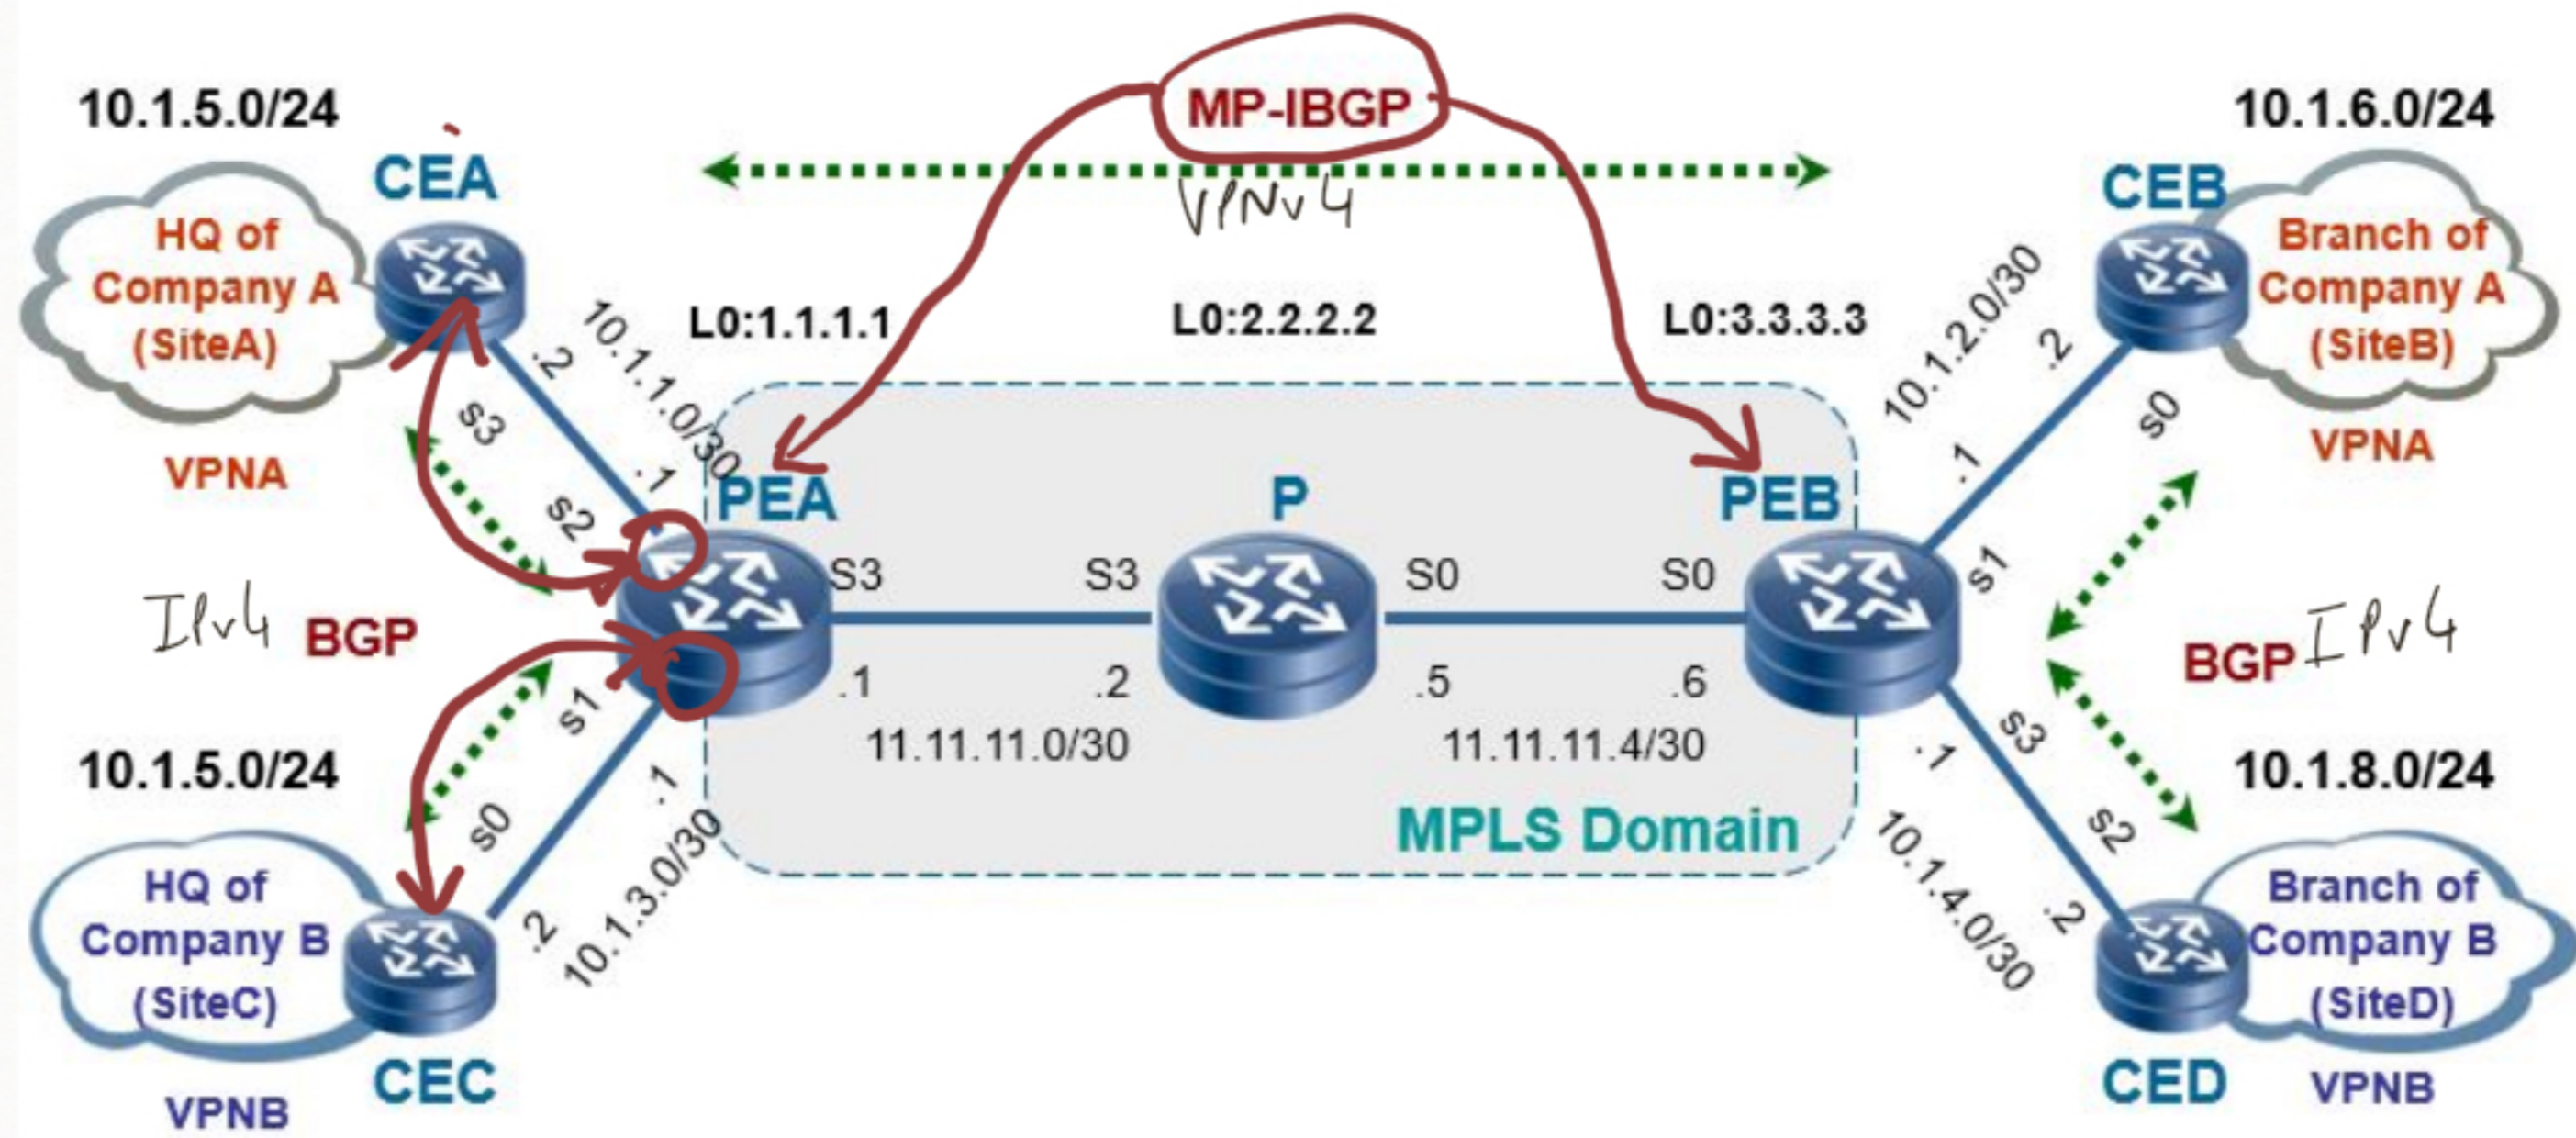 MP-IBGP
VPNv4
10.1.5.0/24
CEA
HQ of
Company A
(SiteA)
VPNA
.2
s3
10.1.1.0/30
s2
.1
L0:1.1.1.1
L0:2.2.2.2
L0:3.3.3.3
10.1.6.0/24
CEB
Branch of
Company A
(SiteB)
VPNA
10.1.2.0/30
.2
s0
.1
s1
PEA
P
PEB
S3
S3
S0
S0
.1
.2
.5
.6
11.11.11.0/30
11.11.11.4/30
MPLS Domain
IPv4 BGP
BGP IPv4
10.1.5.0/24
HQ of
Company B
(SiteC)
CEC
VPNB
s1
s0
.1
.2
10.1.3.0/30
10.1.8.0/24
Branch of
Company B
(SiteD)
CED
VPNB
.1
s3
s2
.2
10.1.4.0/30